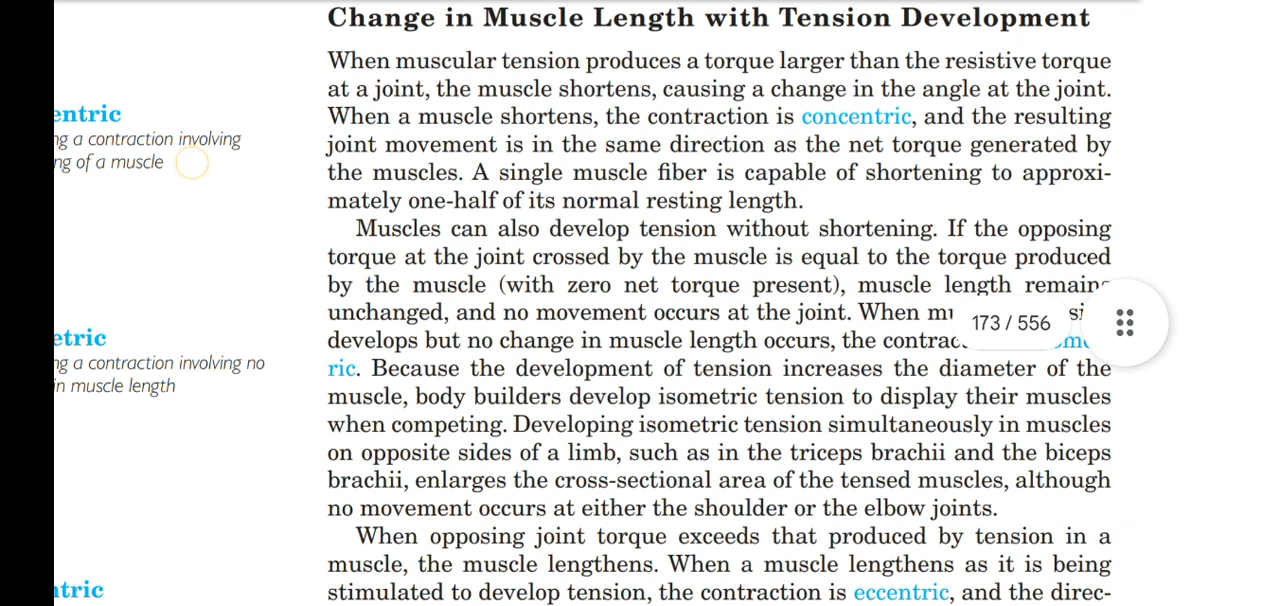 Change in Muscle Length with Tension Development
When muscular tension produces a torque larger than the resistive torque
at a joint, the muscle shortens, causing a change in the angle at the joint.
When a muscle shortens, the contraction is concentric, and the resulting
joint movement is in the same direction as the net torque generated by
the muscles. A single muscle fiber is capable of shortening to approxi-
mately one-half of its normal resting length.
Muscles can also develop tension without shortening. If the opposing
torque at the joint crossed by the muscle is equal to the torque produced
by the muscle (with zero net torque present), muscle length remains
unchanged, and no movement occurs at the joint. When
develops but no change in muscle length occurs, the
ric. Because the development of tension increases the diameter of the
muscle, body builders develop isometric tension to display their muscles
when competing. Developing isometric tension simultaneously in muscles
on opposite sides of a limb, such as in the triceps brachii and the biceps
brachii, enlarges the cross-sectional area of the tensed muscles, although
no movement occurs at either the shoulder or the elbow joints.
When opposing joint torque exceeds that produced by tension in a
muscle, the muscle lengthens. When a muscle lengthens as it is being
stimulated to develop tension, the contraction is eccentric, and the direc-
entric
ng a contraction involving
ng of a muscle
etric
ng a contraction involving no
in muscle length
ntric
173 / 556